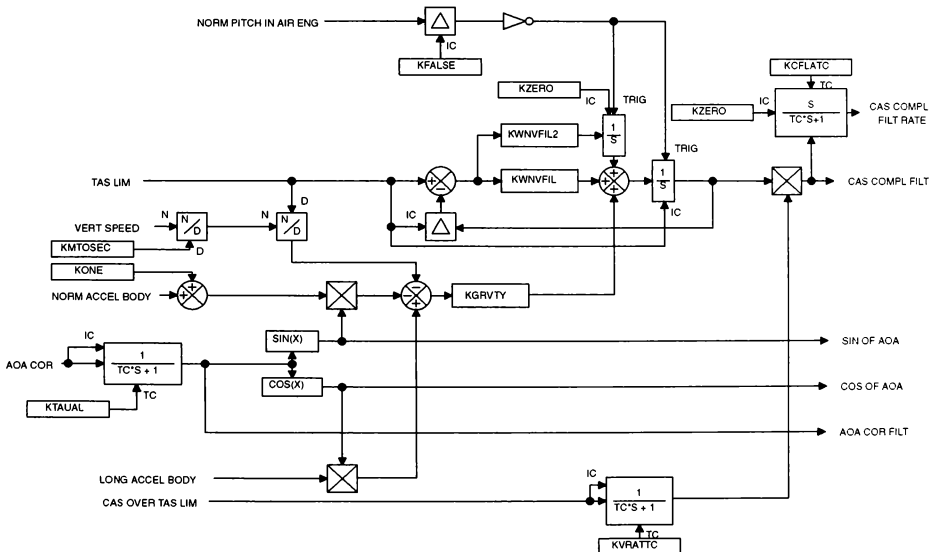 NORM PITCH IN AIR ENG
△
IC
KFALSE
KCFLATC
TC
KZERO
IC
TRIG
KZERO
IC
S
TC*S+1
CAS COMPL
FILT RATE
KWNVFIL2
1
S
TRIG
TAS LIM
+
−
KWNVFIL
+
+
+
1
S
CAS COMPL FILT
D
IC
△
IC
VERT SPEED
N
N/D
N
N/D
KMTOSEC
D
KONE
NORM ACCEL BODY
+
+
−
−
+
KGRVTY
IC
SIN(X)
SIN OF AOA
AOA COR
1
TC*S + 1
COS(X)
COS OF AOA
KTAUAL
TC
AOA COR FILT
LONG ACCEL BODY
IC
CAS OVER TAS LIM
1
TC*S + 1
TC
KVRATTC